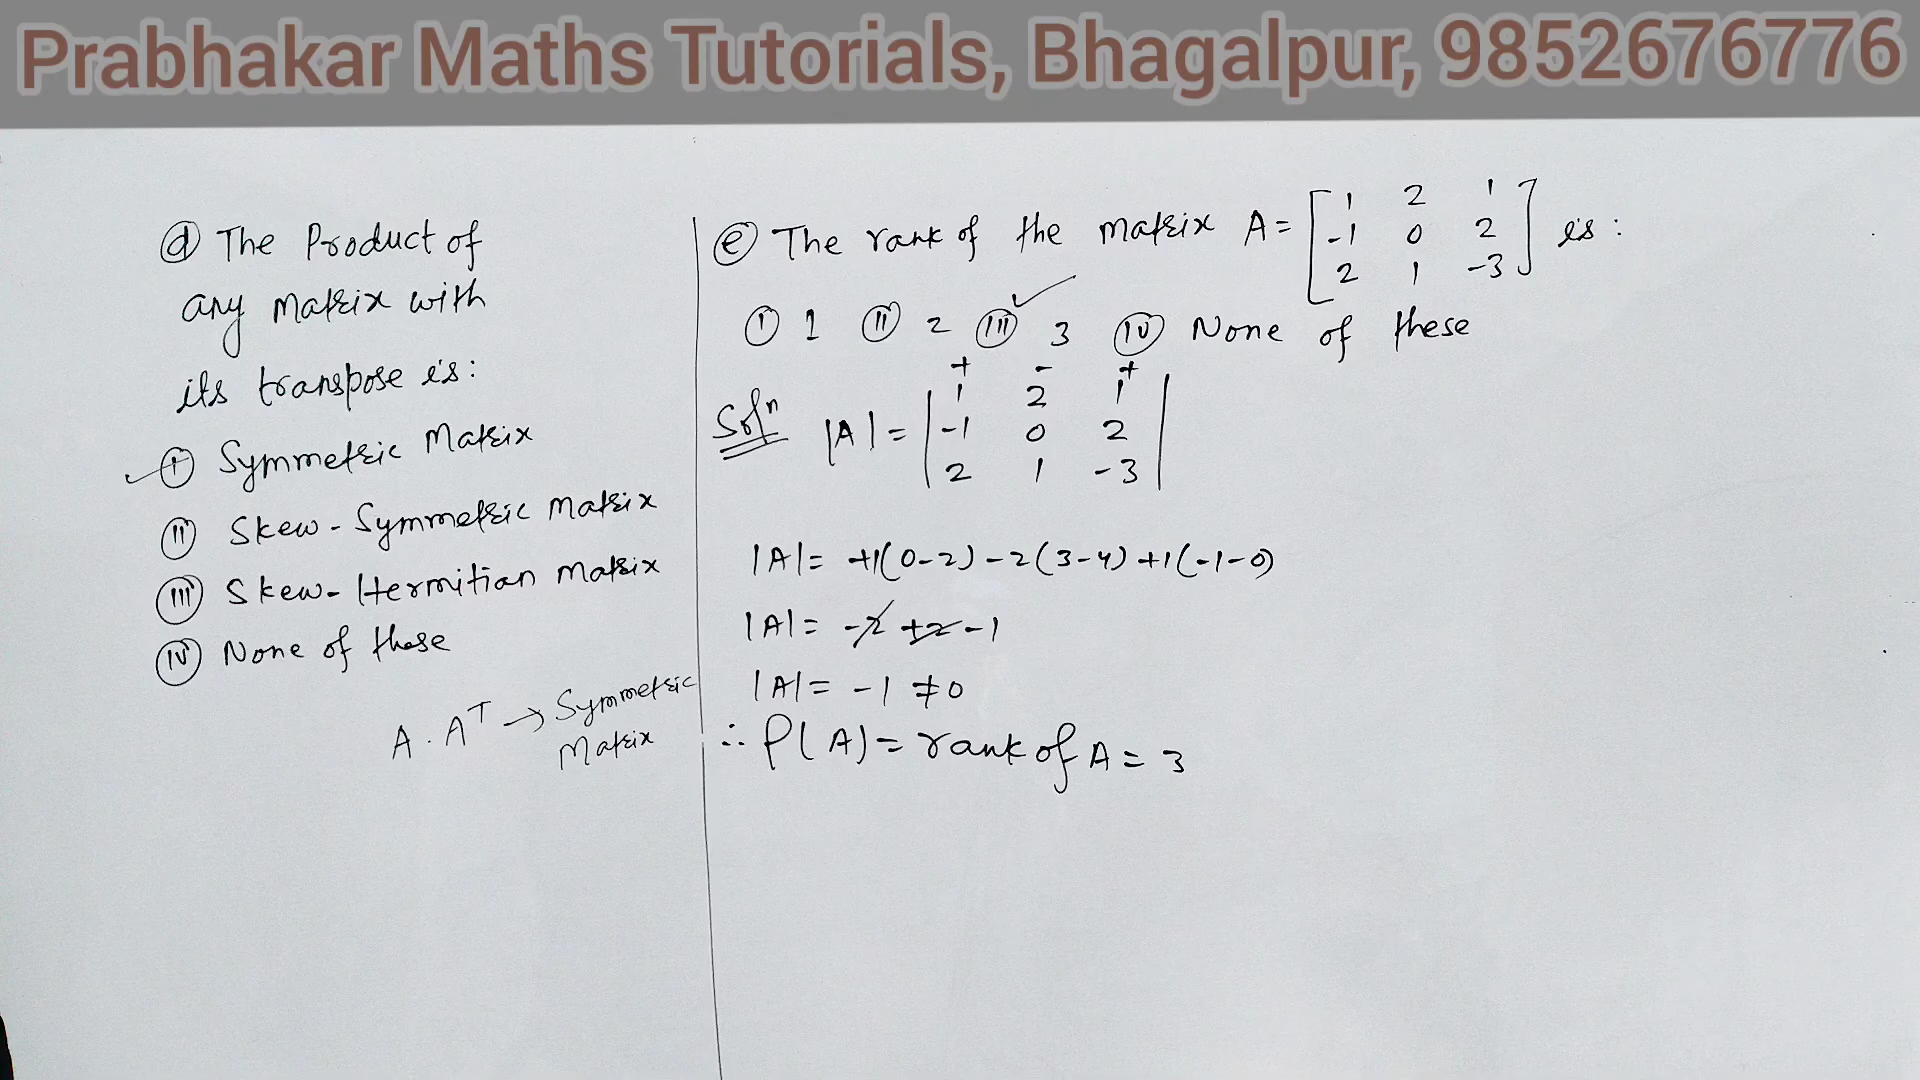 Prabhakar Maths Tutorials, Bhagalpur, 9852676776
ⓓ The Product of
any Matrix with
its transpose is:
Ⓘ Symmetric Matrix
(II) Skew-Symmetric Matrix
(III) Skew-Hermitian Matrix
(IV) None of these
A . Aᵀ → Symmetric
Matrix
ⓔ The rank of the matrix A = [ 1 2 1
-1 0 2
2 1 -3 ] is :
(I) 1 (II) 2 (III) ✓ 3 (IV) None of these
+ - +
Solⁿ |A| = | 1 2 1
-1 0 2
2 1 -3 |
|A| = +1(0-2) -2(3-4) +1(-1-0)
|A| = -2 +2 -1
|A| = -1 ≠ 0
∴ ρ(A) = rank of A = 3